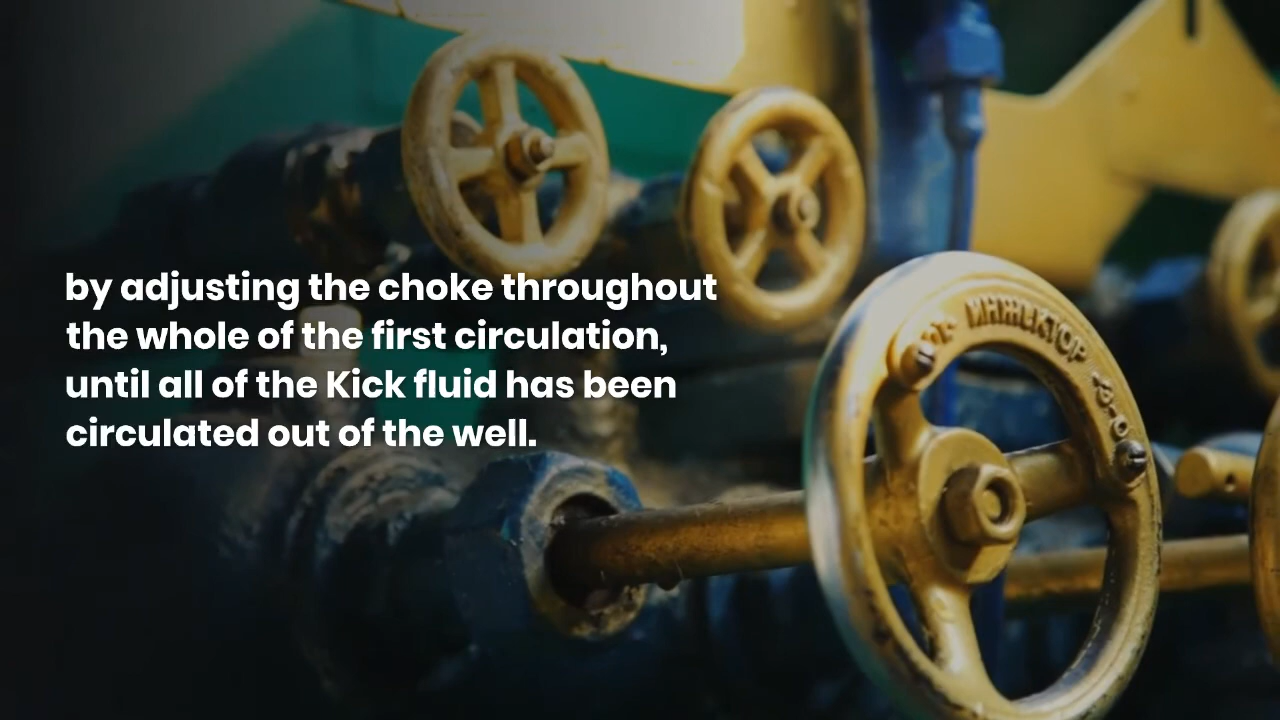 by adjusting the choke throughout
the whole of the first circulation,
until all of the Kick fluid has been
circulated out of the well.
ИНЖЕКТОР